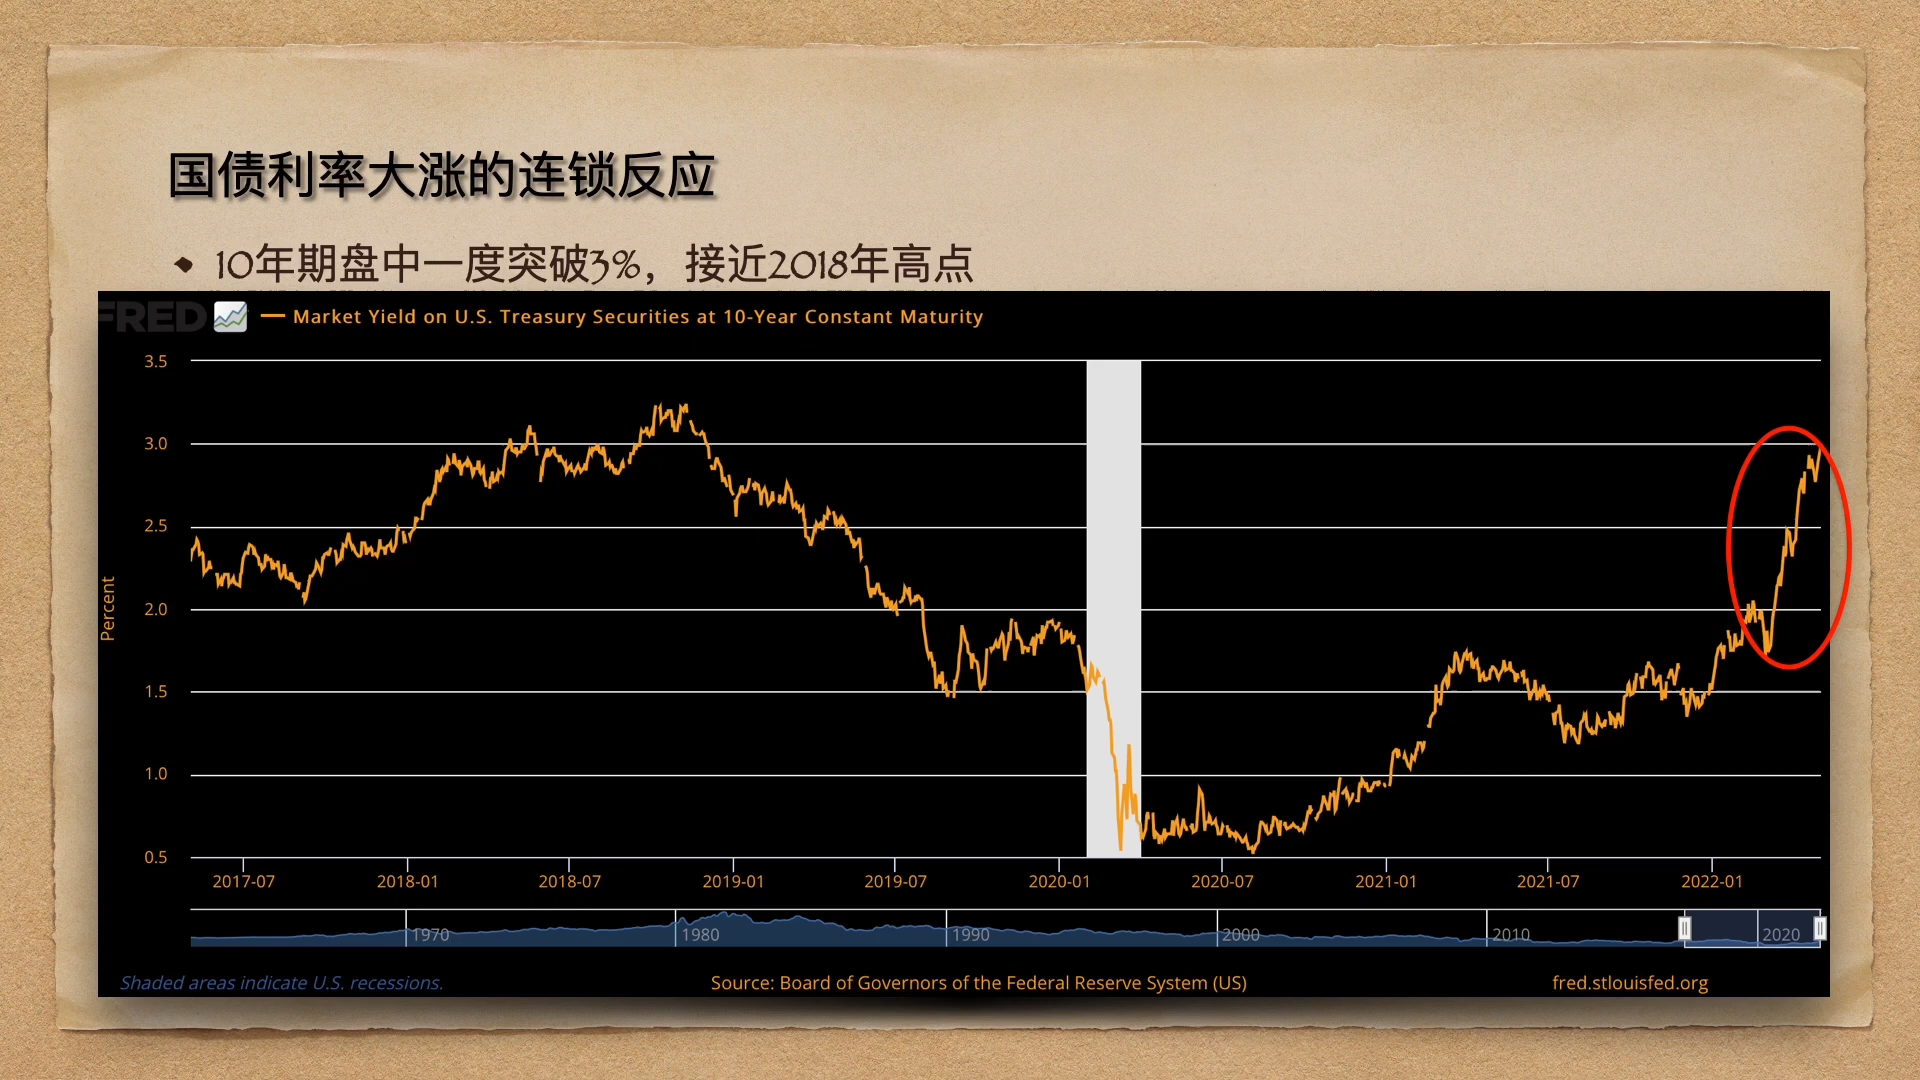 国债利率大涨的连锁反应
10年期盘中一度突破3%，接近2018年高点
FRED
Market Yield on U.S. Treasury Securities at 10-Year Constant Maturity
3.5
3.0
2.5
2.0
1.5
1.0
0.5
Percent
2017-07 2018-01 2018-07 2019-01 2019-07 2020-01 2020-07 2021-01 2021-07 2022-01
1970 1980 1990 2000 2010 2020
Shaded areas indicate U.S. recessions. Source: Board of Governors of the Federal Reserve System (US) fred.stlouisfed.org